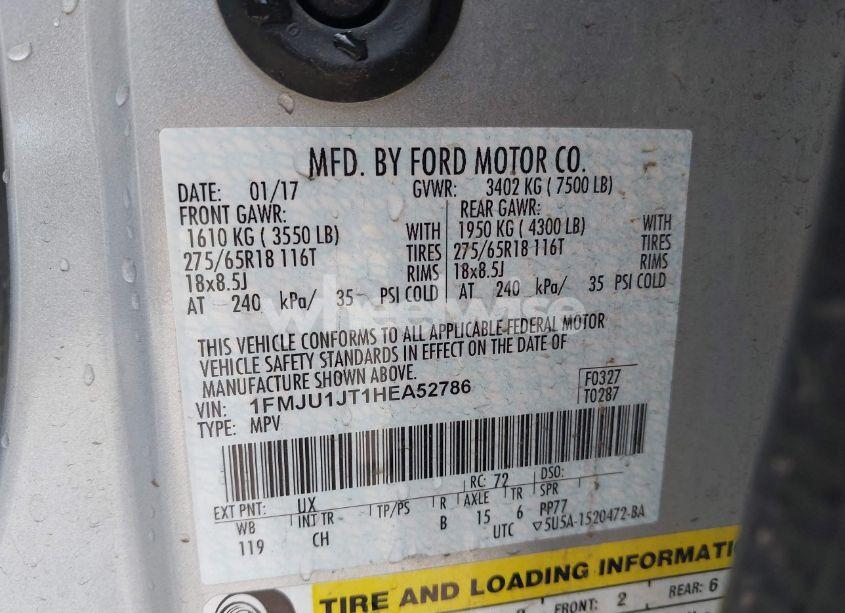 MFD. BY FORD MOTOR CO.
DATE: 01/17 GVWR: 3402 KG ( 7500 LB)
FRONT GAWR: REAR GAWR:
1610 KG ( 3550 LB) WITH 1950 KG ( 4300 LB) WITH
275/65R18 116T TIRES 275/65R18 116T TIRES
18x8.5J RIMS 18x8.5J RIMS
AT 240 kPa/ 35 PSI COLD AT 240 kPa/ 35 PSI COLD
wheelwise
THIS VEHICLE CONFORMS TO ALL APPLICABLE FEDERAL MOTOR
VEHICLE SAFETY STANDARDS IN EFFECT ON THE DATE OF
MANUFACTURE SHOWN ABOVE.
VIN: 1FMJU1JT1HEA52786 F0327
TYPE: MPV T0287
EXT PNT: UX RC: 72 DSO:
WB INT TR TP/PS R AXLE TR SPR
119 CH B 15 6 PP77
UTC ▽5U5A-1520472-BA
TIRE AND LOADING INFORMATI
FRONT: 2 REAR: 6